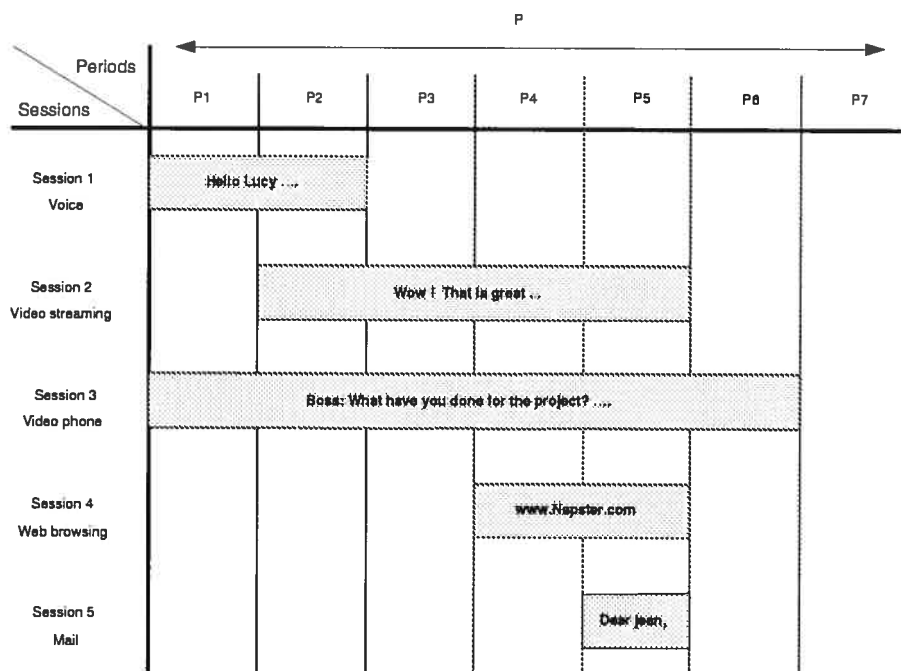 P
Periods
Sessions
P1 P2 P3 P4 P5 P6 P7
Session 1
Voice
Hello Lucy ....
Session 2
Video streaming
Wow ! That is great ...
Session 3
Video phone
Boss: What have you done for the project? ....
Session 4
Web browsing
www.Napster.com
Session 5
Mail
Dear jean,